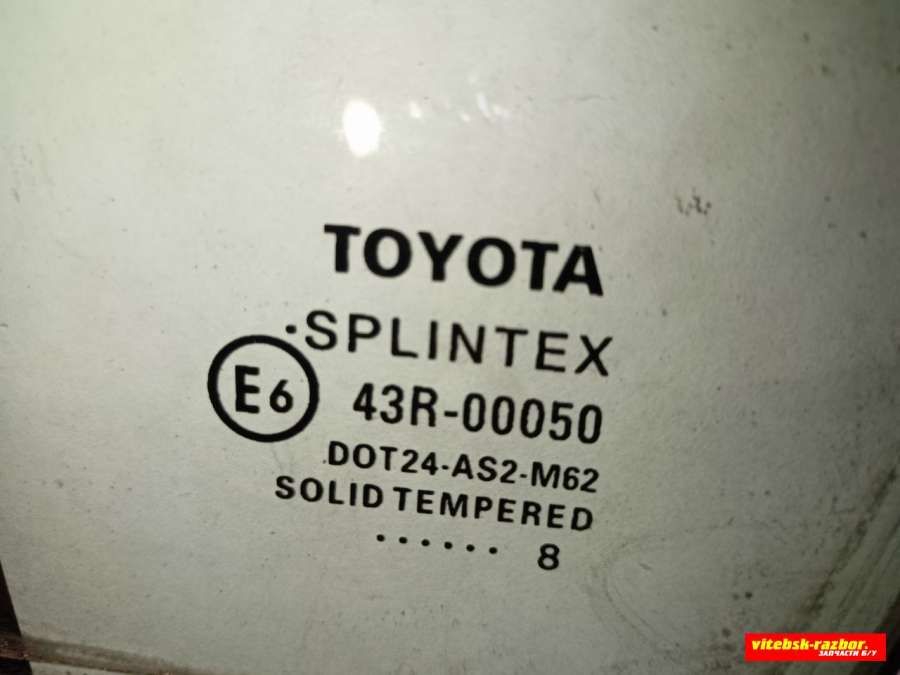 TOYOTA
·SPLINTEX
E6 43R-00050
.DOT24-AS2-M62
SOLID TEMPERED
...... 8
vitebsk-razbor.
ЗАПЧАСТИ Б/У